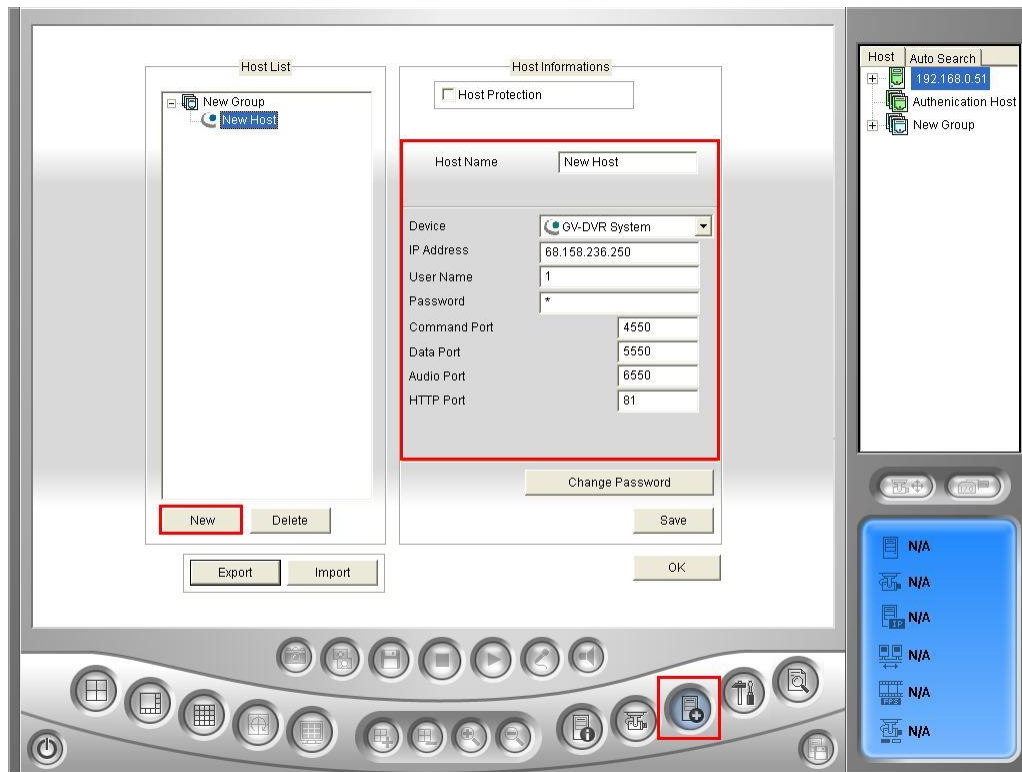 Host List
New Group
New Host
New
Delete
Export
Import
Host Informations
Host Protection
Host Name
New Host
Device
GV-DVR System
IP Address
68.158.236.250
User Name
1
Password
*
Command Port
4550
Data Port
5550
Audio Port
6550
HTTP Port
81
Change Password
Save
OK
Host
Auto Search
192.168.0.51
Authenication Host
New Group
N/A
N/A
IP
N/A
N/A
FPS
N/A
N/A